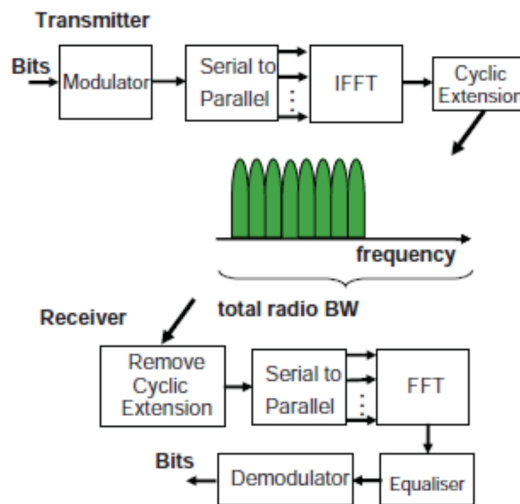 Transmitter
Bits
Modulator
Serial to
Parallel
IFFT
Cyclic
Extension
frequency
total radio BW
Receiver
Remove
Cyclic
Extension
Serial to
Parallel
FFT
Bits
Demodulator
Equaliser